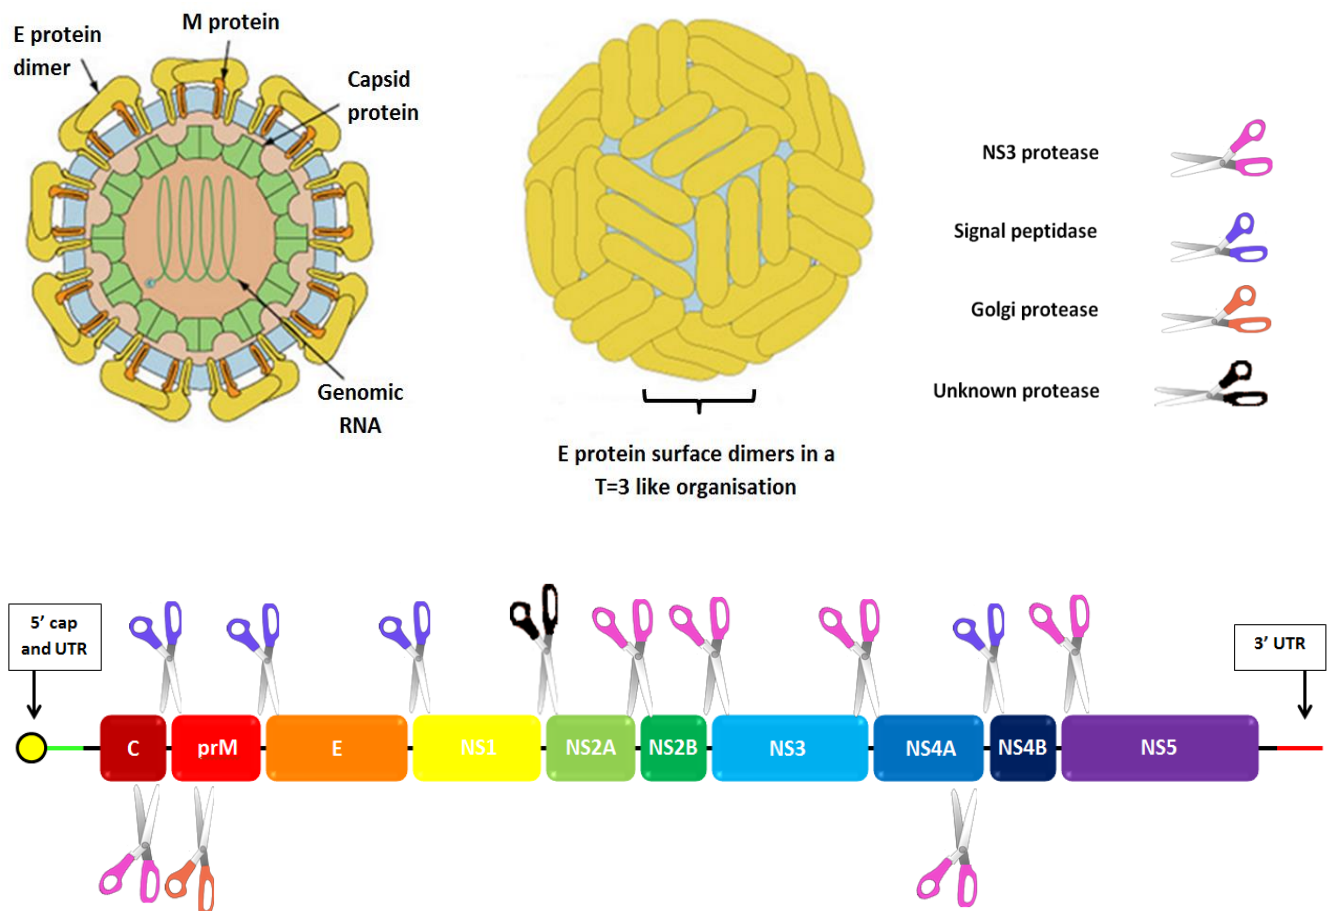 M protein
E protein
dimer
Capsid
protein
Genomic
RNA
E protein surface dimers in a
T=3 like organisation
NS3 protease
Signal peptidase
Golgi protease
Unknown protease
5’ cap
and UTR
3’ UTR
C
prM
E
NS1
NS2A
NS2B
NS3
NS4A
NS4B
NS5